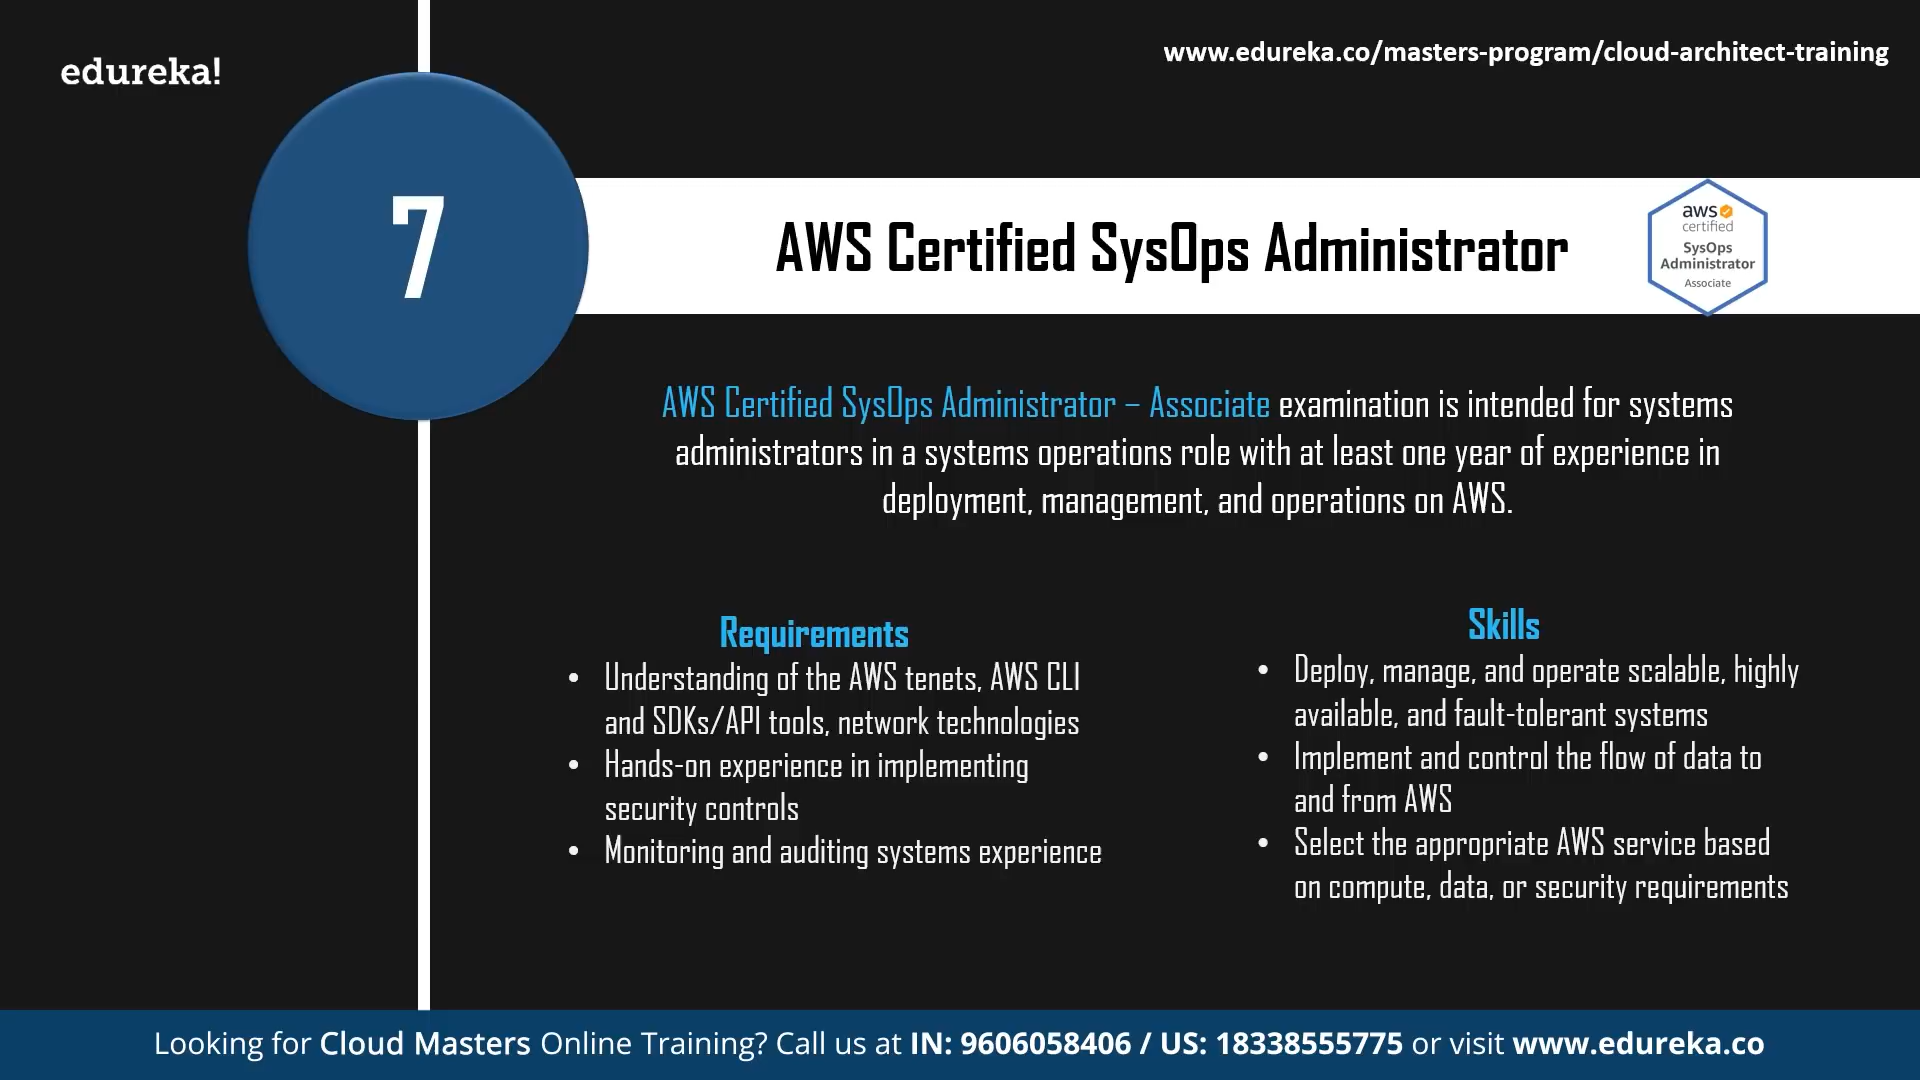 edureka!
www.edureka.co/masters-program/cloud-architect-training
7
AWS Certified SysOps Administrator
aws
certified
SysOps
Administrator
Associate
AWS Certified SysOps Administrator – Associate examination is intended for systems
administrators in a systems operations role with at least one year of experience in
deployment, management, and operations on AWS.
Requirements
• Understanding of the AWS tenets, AWS CLI
and SDKs/API tools, network technologies
• Hands-on experience in implementing
security controls
• Monitoring and auditing systems experience
Skills
• Deploy, manage, and operate scalable, highly
available, and fault-tolerant systems
• Implement and control the flow of data to
and from AWS
• Select the appropriate AWS service based
on compute, data, or security requirements
Looking for Cloud Masters Online Training? Call us at IN: 9606058406 / US: 18338555775 or visit www.edureka.co